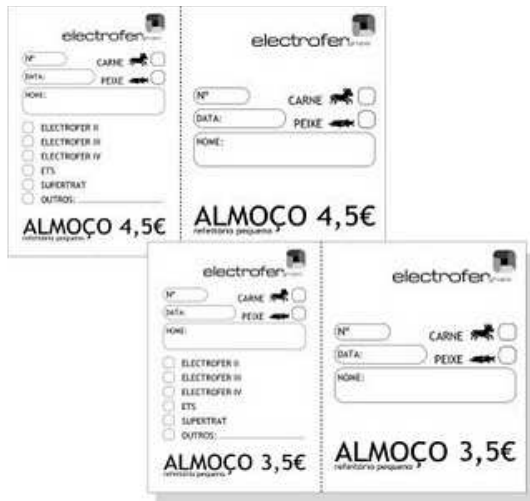 electrofer
Nº
CARNE
DATA:
PEIXE
NOME:
ELECTROFER II
ELECTROFER III
ELECTROFER IV
ETS
SUPERTRAT
OUTROS:
ALMOÇO 4,5€
refeitório pequeno
electrofer
Nº
CARNE
DATA:
PEIXE
NOME:
ALMOÇO 4,5€
refeitório pequeno
electrofer
Nº
CARNE
DATA:
PEIXE
NOME:
ELECTROFER II
ELECTROFER III
ELECTROFER IV
ETS
SUPERTRAT
OUTROS:
ALMOÇO 3,5€
refeitório pequeno
electrofer
Nº
CARNE
DATA:
PEIXE
NOME:
ALMOÇO 3,5€
refeitório pequeno